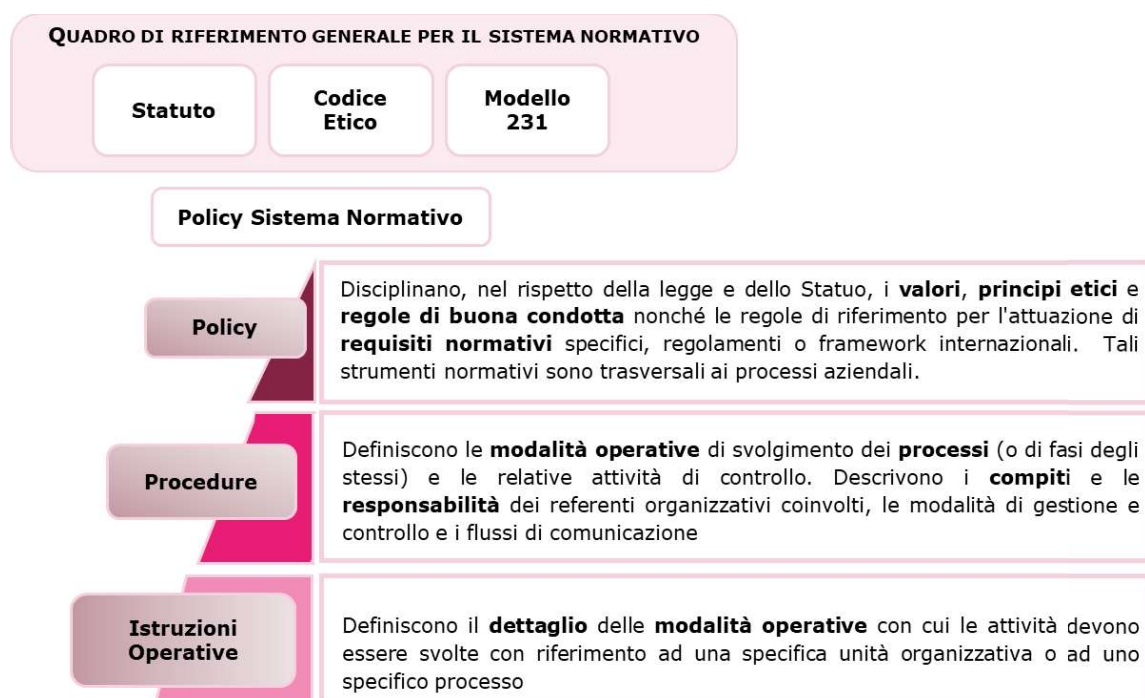 QUADRO DI RIFERIMENTO GENERALE PER IL SISTEMA NORMATIVO
Statuto
Codice
Etico
Modello
231
Policy Sistema Normativo
Policy
Disciplinano, nel rispetto della legge e dello Statuo, i valori, principi etici e
regole di buona condotta nonché le regole di riferimento per l'attuazione di
requisiti normativi specifici, regolamenti o framework internazionali. Tali
strumenti normativi sono trasversali ai processi aziendali.
Procedure
Definiscono le modalità operative di svolgimento dei processi (o di fasi degli
stessi) e le relative attività di controllo. Descrivono i compiti e le
responsabilità dei referenti organizzativi coinvolti, le modalità di gestione e
controllo e i flussi di comunicazione
Istruzioni
Operative
Definiscono il dettaglio delle modalità operative con cui le attività devono
essere svolte con riferimento ad una specifica unità organizzativa o ad uno
specifico processo